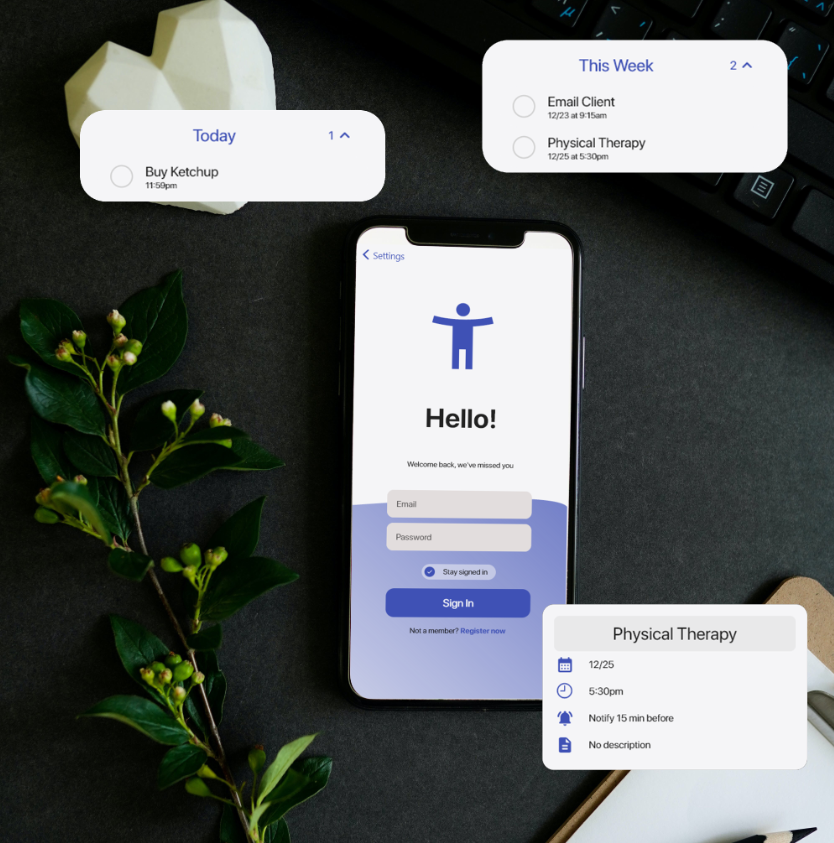 This Week
2
Email Client
12/23 at 9:15am
Physical Therapy
12/25 at 5:30pm
Today
1
Buy Ketchup
11:59pm
Settings
Hello!
Welcome back, we've missed you
Email
Password
Stay signed in
Sign In
Not a member? Register now
Physical Therapy
12/25
5:30pm
Notify 15 min before
No description